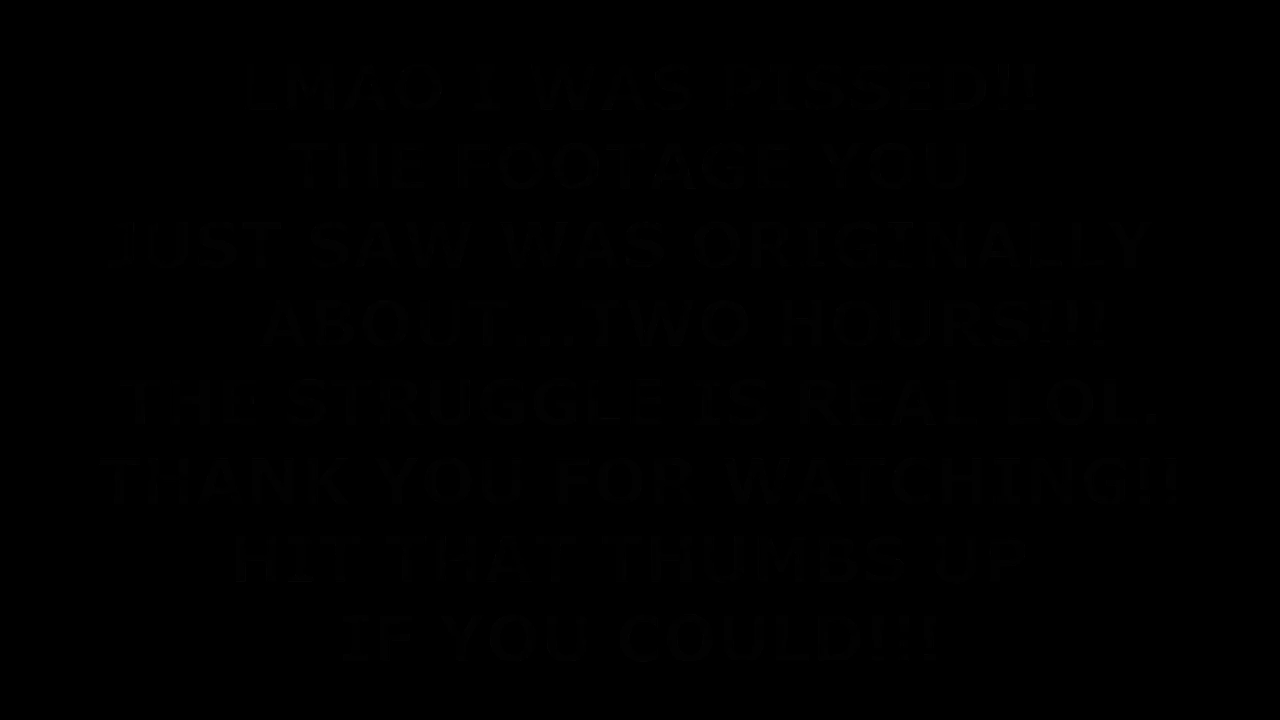 LMAO I WAS PISSED!!
THE FOOTAGE YOU
JUST SAW WAS ORIGINALLY
ABOUT...TWO HOURS!!!
THE STRUGGLE IS REAL LOL.
THANK YOU FOR WATCHING!!
HIT THAT THUMBS UP
IF YOU COULD!!!